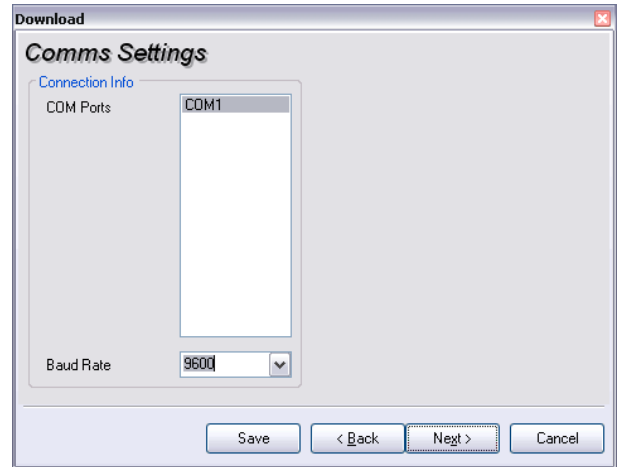 Download
Comms Settings
Connection Info
COM Ports
COM1
Baud Rate
9600
Save
< Back
Next >
Cancel